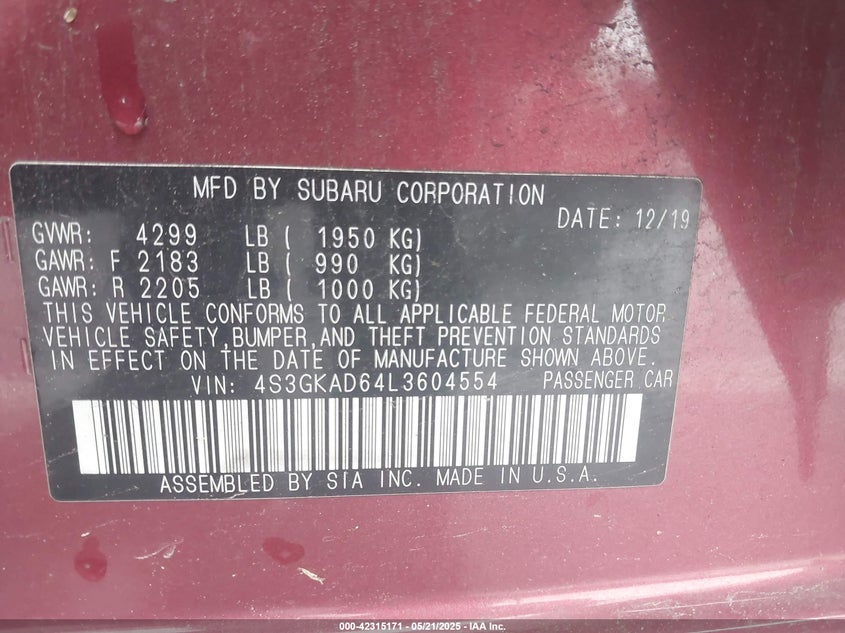 MFD BY SUBARU CORPORATION
DATE: 12/19
GVWR: 4299 LB ( 1950 KG)
GAWR: F 2183 LB ( 990 KG)
GAWR: R 2205 LB ( 1000 KG)
THIS VEHICLE CONFORMS TO ALL APPLICABLE FEDERAL MOTOR
VEHICLE SAFETY,BUMPER,AND THEFT PREVENTION STANDARDS
IN EFFECT ON THE DATE OF MANUFACTURE SHOWN ABOVE.
VIN: 4S3GKAD64L3604554 PASSENGER CAR
ASSEMBLED BY SIA INC. MADE IN U.S.A.
000-42315171 - 05/21/2025 - IAA Inc.